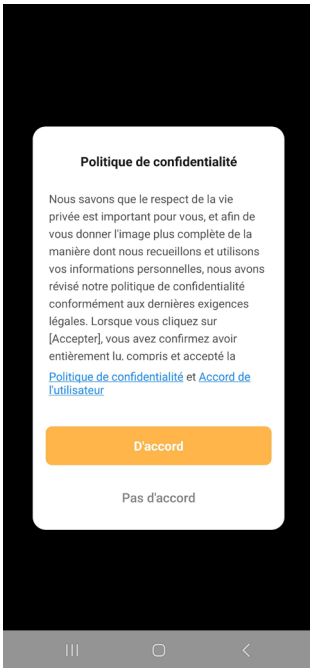 Politique de confidentialité
Nous savons que le respect de la vie
privée est important pour vous, et afin de
vous donner l'image plus complète de la
manière dont nous recueillons et utilisons
vos informations personnelles, nous avons
révisé notre politique de confidentialité
conformément aux dernières exigences
légales. Lorsque vous cliquez sur
[Accepter], vous avez confirmez avoir
entièrement lu, compris et accepté la
Politique de confidentialité et Accord de
l'utilisateur
D'accord
Pas d'accord